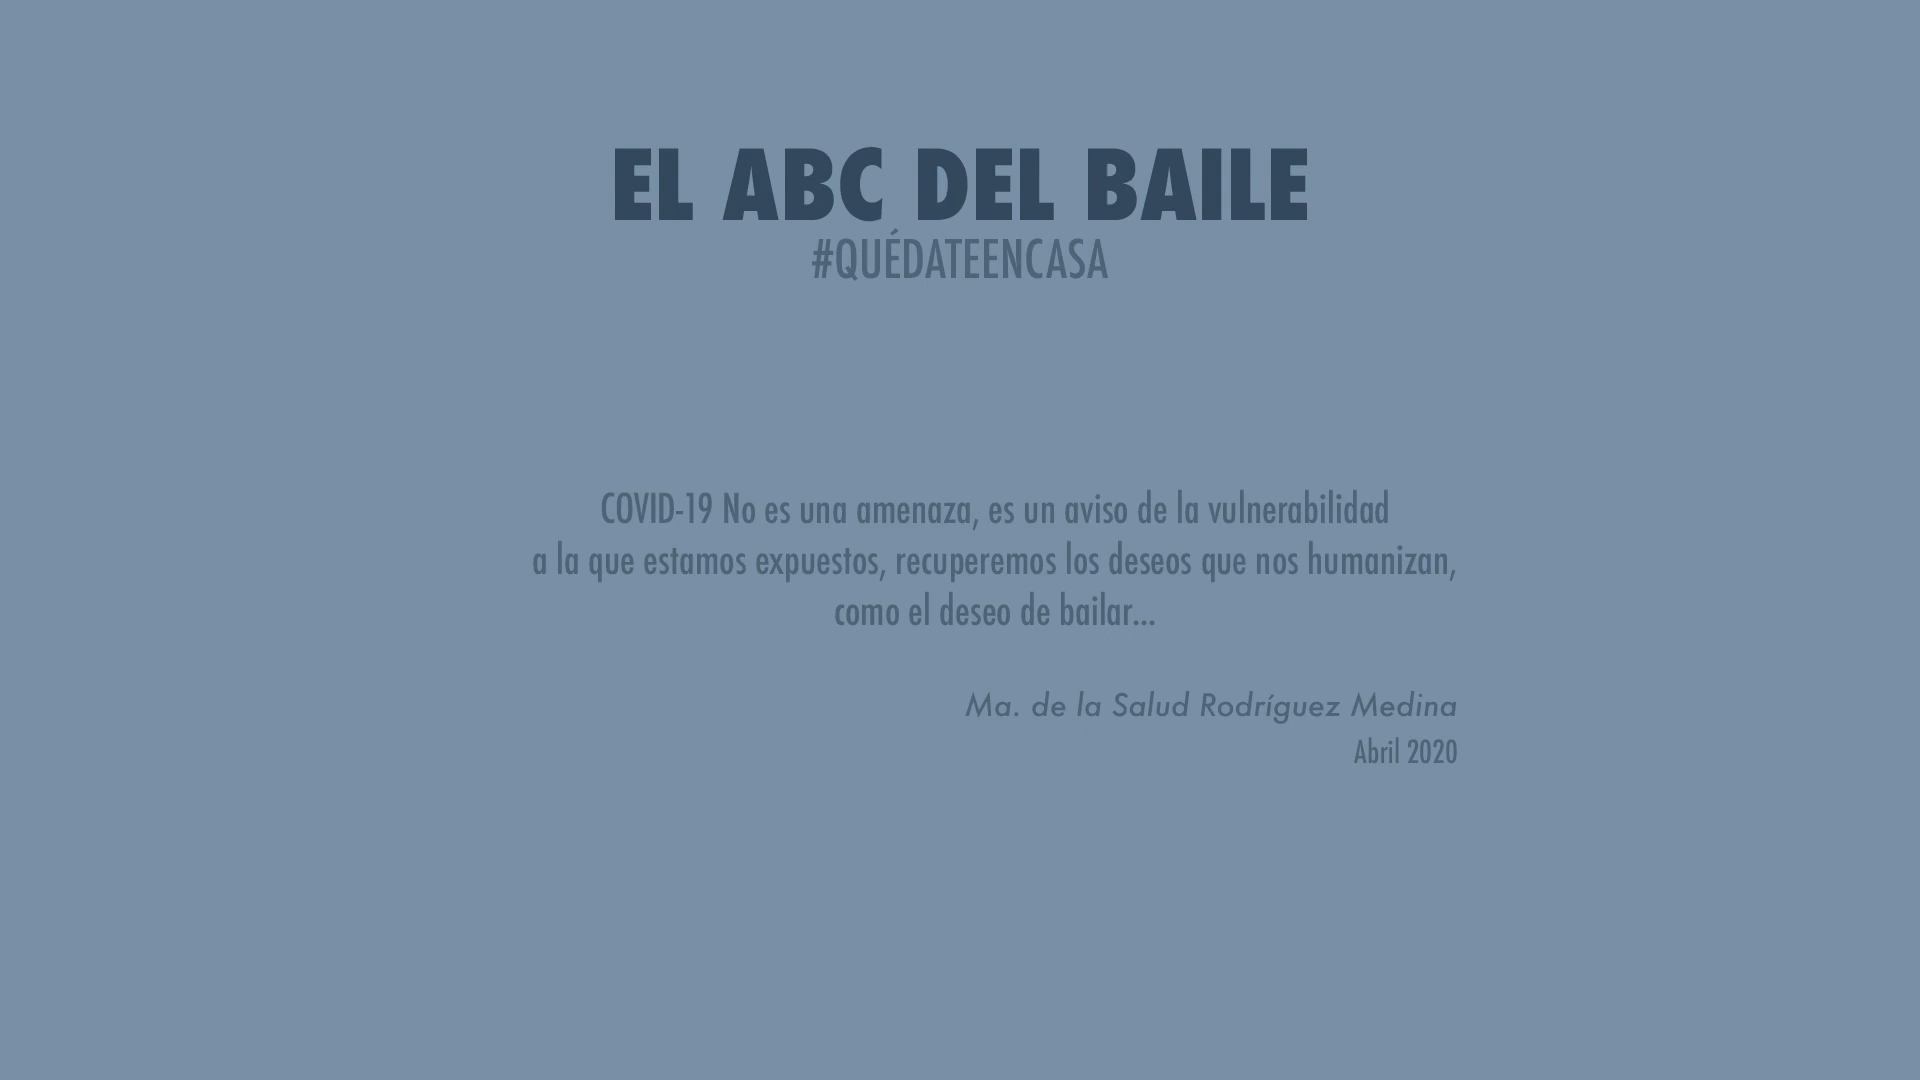 EL ABC DEL BAILE
#QUÉDATEENCASA
COVID-19 No es una amenaza, es un aviso de la vulnerabilidad
a la que estamos expuestos, recuperemos los deseos que nos humanizan,
como el deseo de bailar...
Ma. de la Salud Rodríguez Medina
Abril 2020